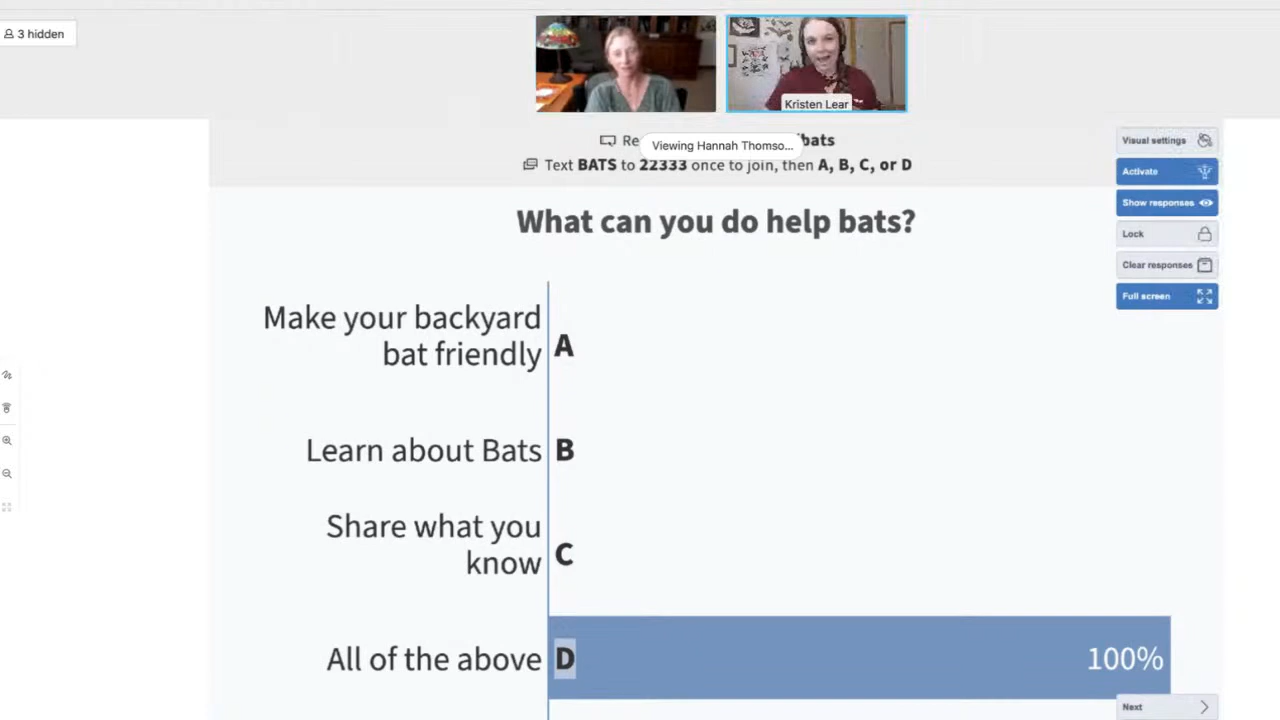 3 hidden
Kristen Lear
Re
Viewing Hannah Thomso...
bats
Text BATS to 22333 once to join, then A, B, C, or D
What can you do help bats?
Make your backyard
bat friendly
A
Learn about Bats B
Share what you
know
C
All of the above D
100%
Visual settings
Activate
Show responses
Lock
Clear responses
Full screen
Next